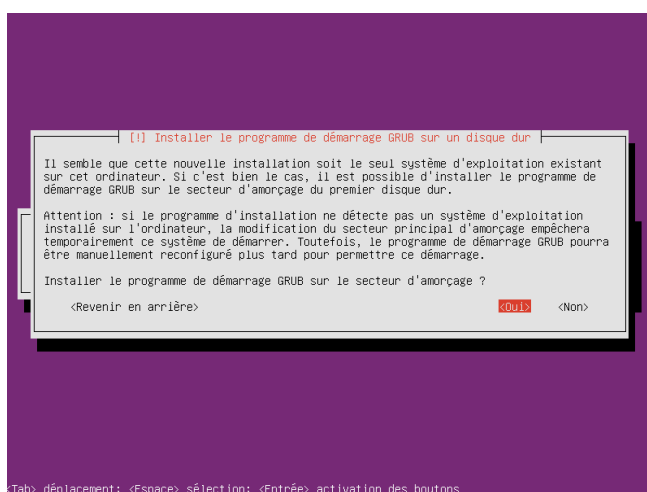 [!] Installer le programme de démarrage GRUB sur un disque dur
Il semble que cette nouvelle installation soit le seul système d'exploitation existant
sur cet ordinateur. Si c'est bien le cas, il est possible d'installer le programme de
démarrage GRUB sur le secteur d'amorçage du premier disque dur.
Attention : si le programme d'installation ne détecte pas un système d'exploitation
installé sur l'ordinateur, la modification du secteur principal d'amorçage empêchera
temporairement ce système de démarrer. Toutefois, le programme de démarrage GRUB pourra
être manuellement reconfiguré plus tard pour permettre ce démarrage.
Installer le programme de démarrage GRUB sur le secteur d'amorçage ?
<Revenir en arrière> <Oui> <Non>
<Tab> déplacement; <Espace> sélection; <Entrée> activation des boutons